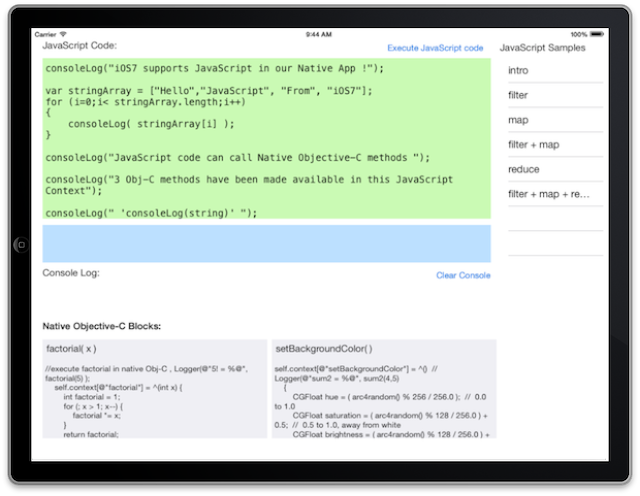 Carrier 9:44 AM 100%
JavaScript Code:
Execute JavaScript code
JavaScript Samples
consoleLog("iOS7 supports JavaScript in our Native App !");
var stringArray = ["Hello","JavaScript", "From", "iOS7"];
for (i=0;i< stringArray.length;i++)
{
consoleLog( stringArray[i] );
}
consoleLog("JavaScript code can call Native Objective-C methods ");
consoleLog("3 Obj-C methods have been made available in this JavaScript
Context");
consoleLog(" 'consoleLog(string)' ");
intro
filter
map
filter + map
reduce
filter + map + re...
Console Log:
Clear Console
Native Objective-C Blocks:
factorial( x )
//execute factorial in native Obj-C , Logger(@"5! = %@",
factorial(5) );
self.context[@"factorial"] = ^(int x) {
int factorial = 1;
for (; x > 1; x--) {
factorial *= x;
}
return factorial;
setBackgroundColor( )
self.context[@"setBackgroundColor"] = ^() //
Logger(@"sum2 = %@", sum2(4,5)
{
CGFloat hue = ( arc4random() % 256 / 256.0 ); // 0.0
to 1.0
CGFloat saturation = ( arc4random() % 128 / 256.0 ) +
0.5; // 0.5 to 1.0, away from white
CGFloat brightness = ( arc4random() % 128 / 256.0 ) +